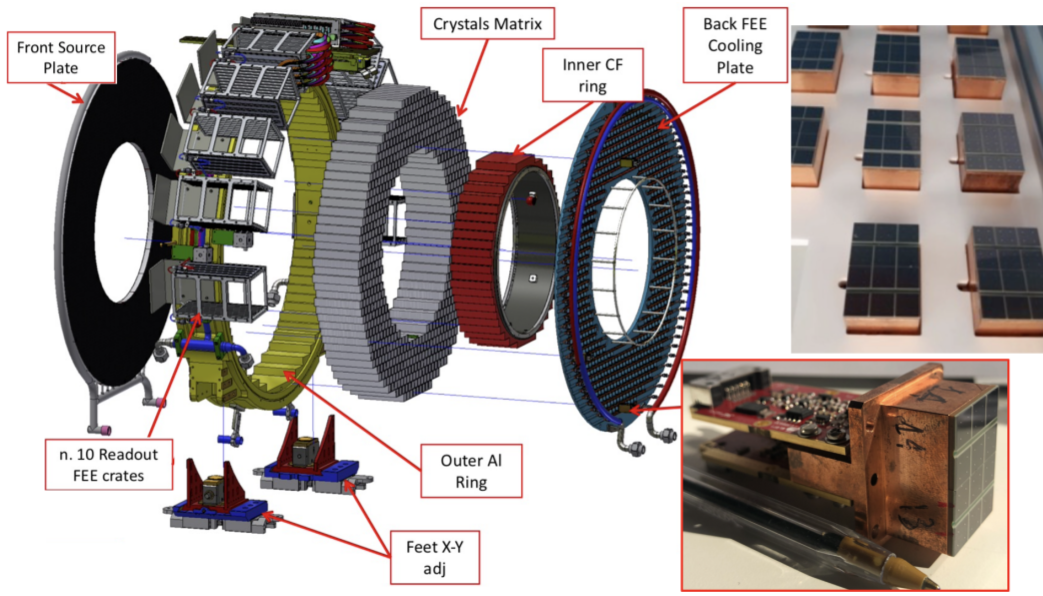 Front Source
Plate
Crystals Matrix
Inner CF
ring
Back FEE
Cooling
Plate
n. 10 Readout
FEE crates
Outer Al
Ring
Feet X-Y
adj